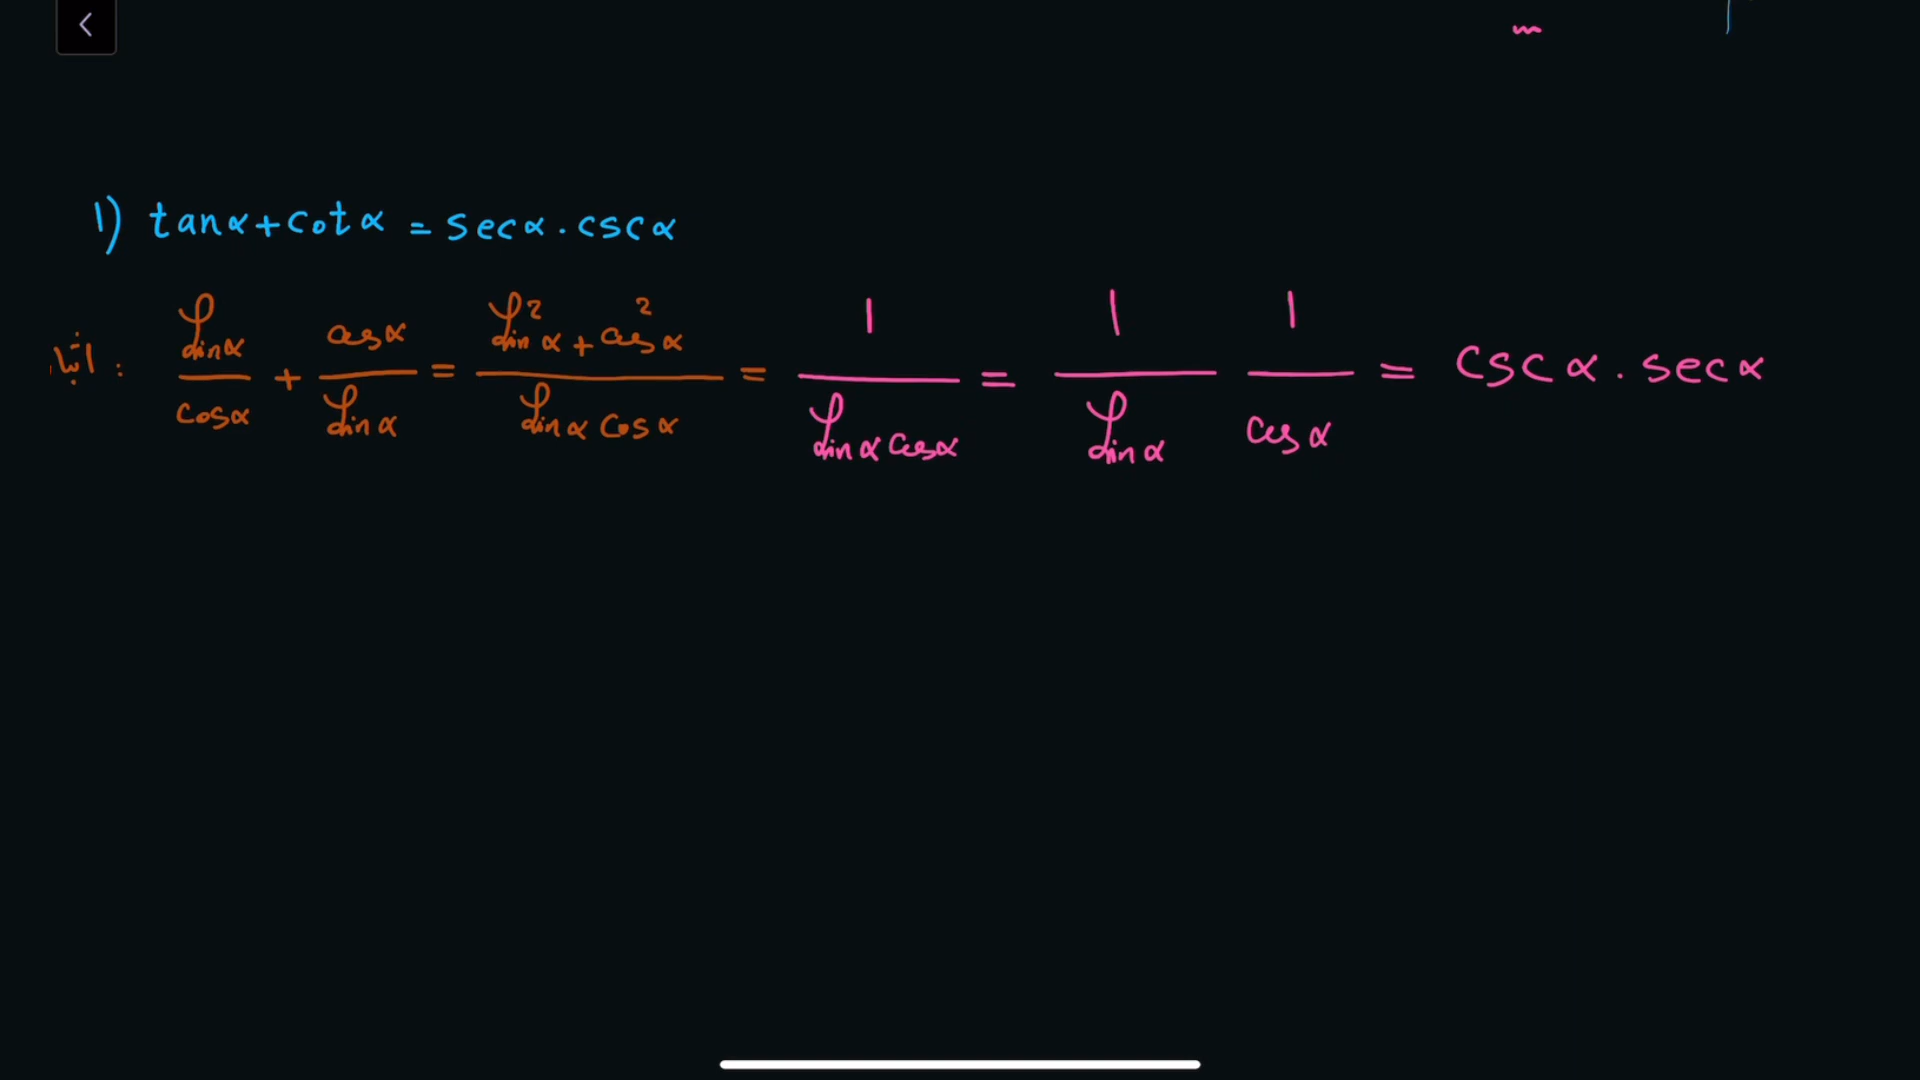 1) tanα + cotα = secα . cscα
sinα/cosα + cosα/sinα = sin²α + cos²α / sinα cosα = 1 / sinα cosα = 1/sinα 1/cosα = cscα . secα